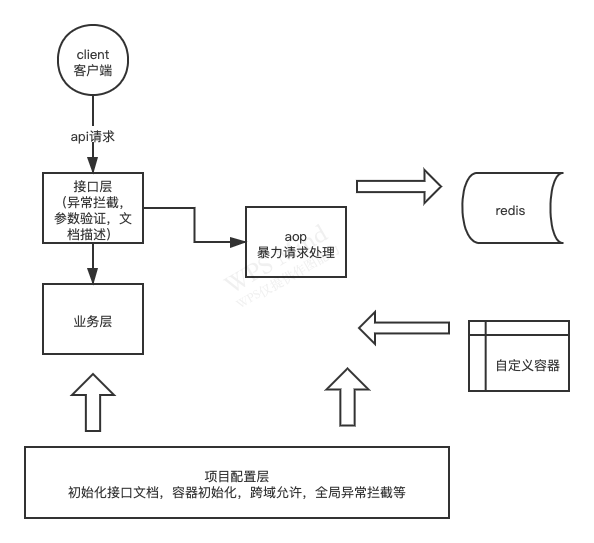 client
客户端
api请求
接口层
（异常拦截，
参数验证，文
档描述）
aop
暴力请求处理
redis
业务层
自定义容器
项目配置层
初始化接口文档，容器初始化，跨域允许，全局异常拦截等